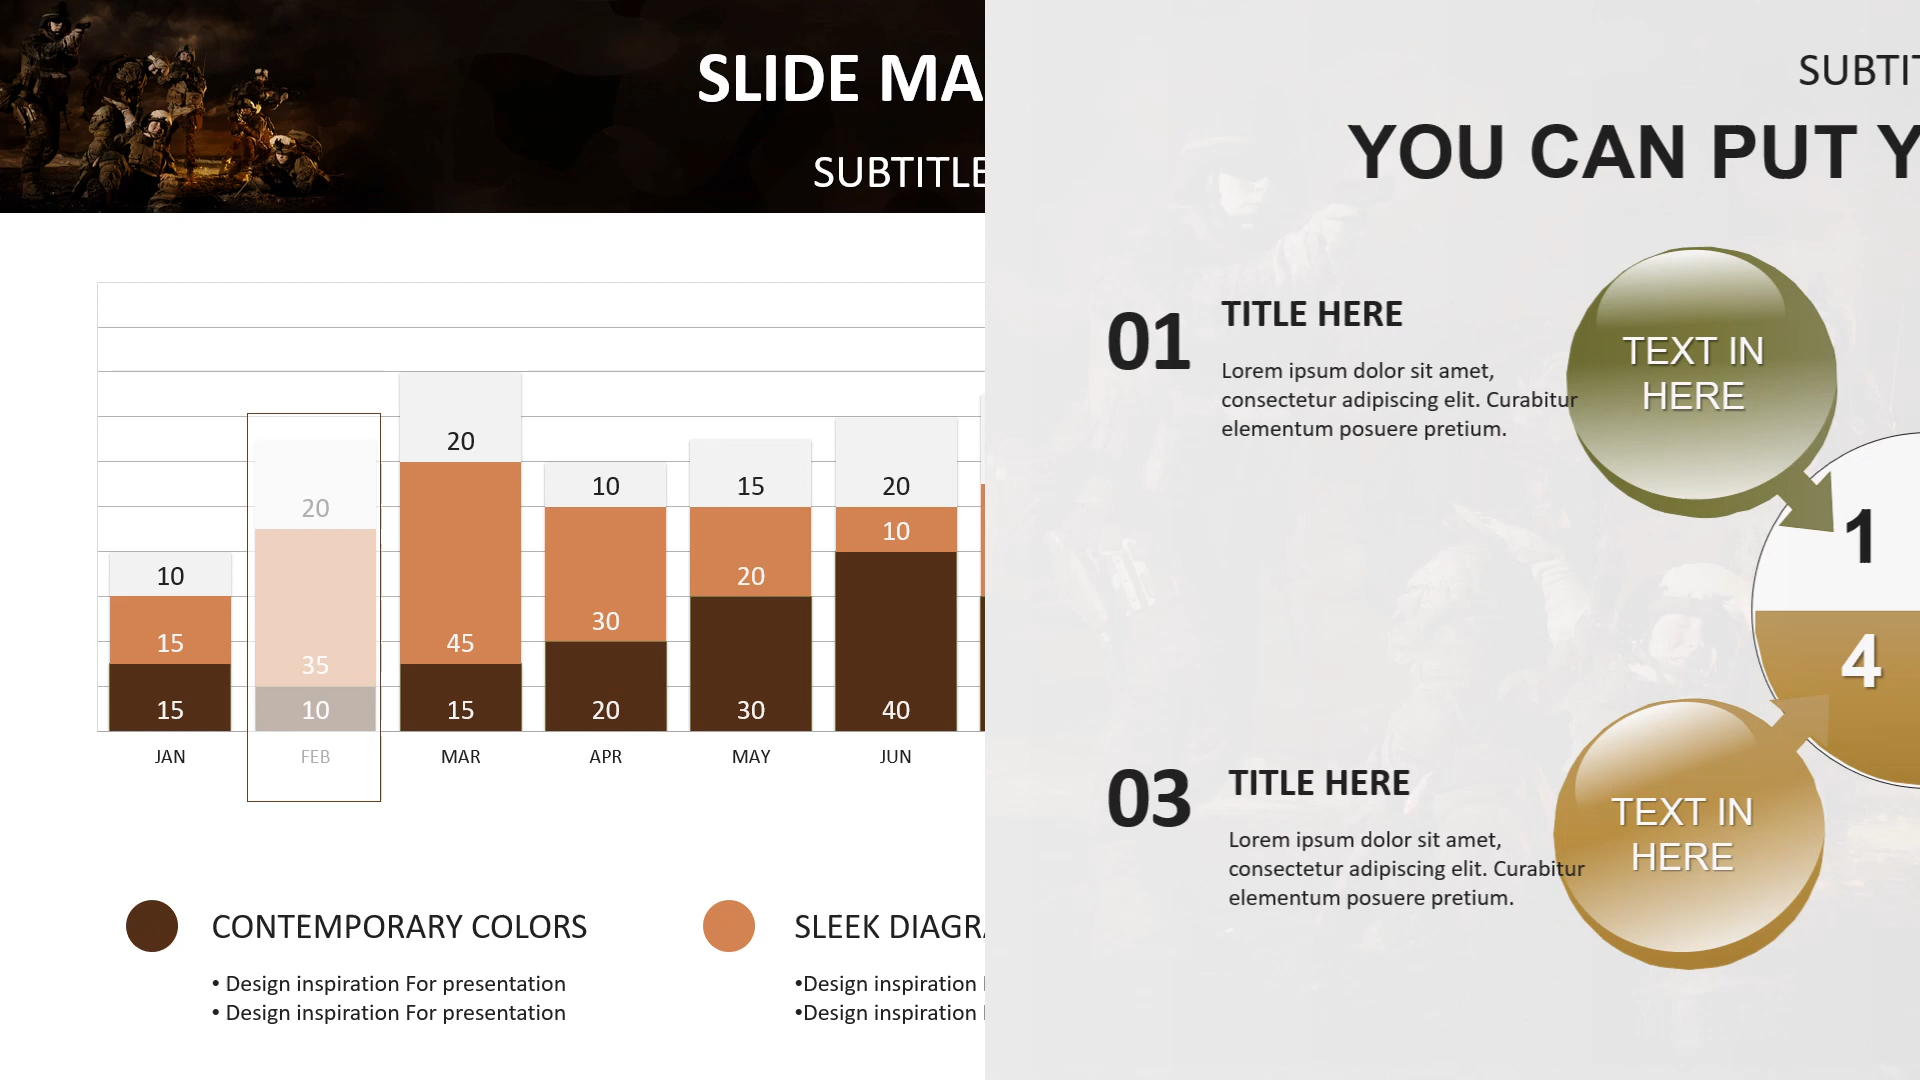 SLIDE MA
SUBTITLE
20
20
10
15
20
10
10
20
15
30
45
35
15
10
15
20
30
40
JAN
FEB
MAR
APR
MAY
JUN
CONTEMPORARY COLORS
• Design inspiration For presentation
• Design inspiration For presentation
SLEEK DIAGRA
•Design inspiration
•Design inspiration
SUBTIT
YOU CAN PUT Y
01
TITLE HERE
Lorem ipsum dolor sit amet,
consectetur adipiscing elit. Curabitur
elementum posuere pretium.
TEXT IN
HERE
1
4
03
TITLE HERE
Lorem ipsum dolor sit amet,
consectetur adipiscing elit. Curabitur
elementum posuere pretium.
TEXT IN
HERE